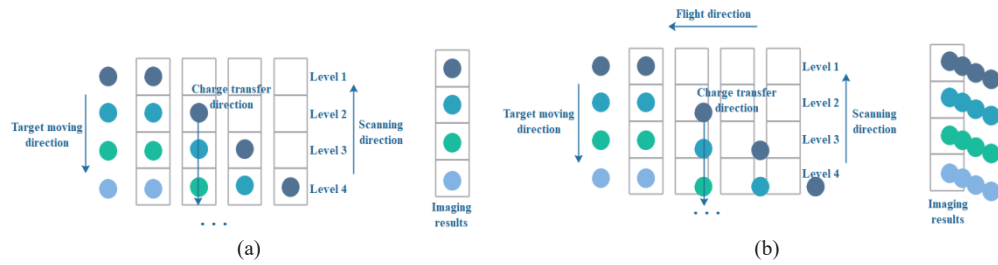 Level 1
Charge transfer
direction
Level 2
Target moving
direction
Scanning
direction
Level 3
Level 4
. . .
Imaging
results
(a)
Flight direction
Level 1
Charge transfer
direction
Level 2
Target moving
direction
Scanning
direction
Level 3
Level 4
. . .
Imaging
results
(b)